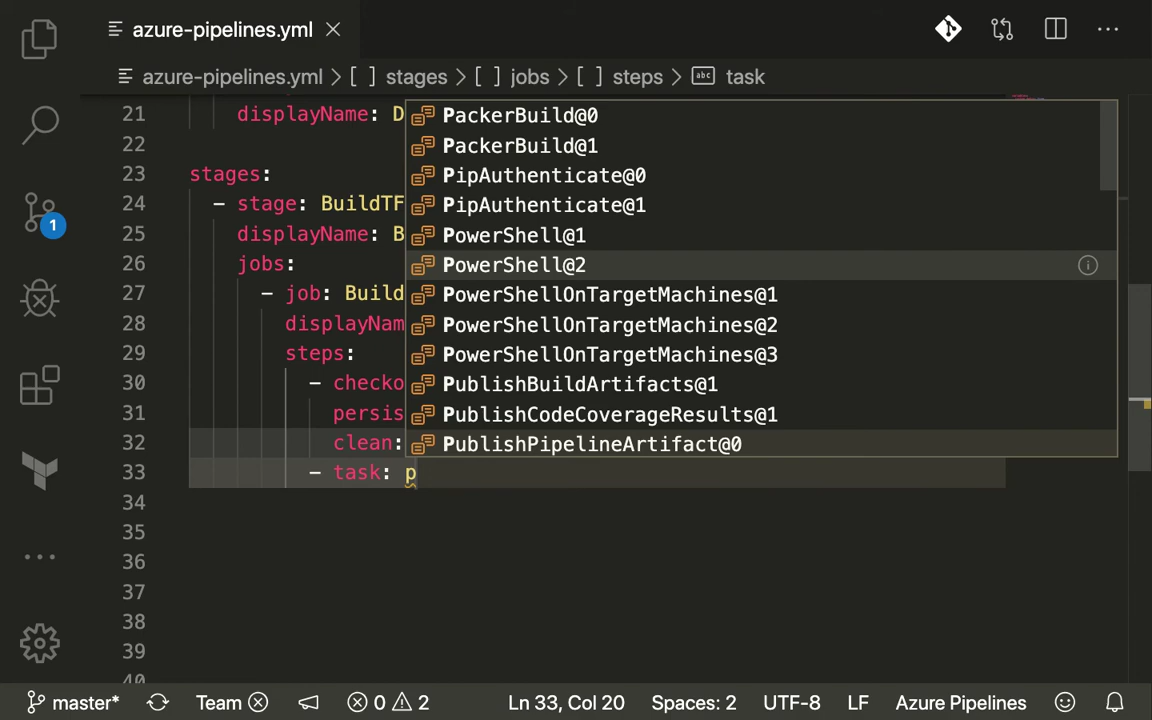 azure-pipelines.yml
azure-pipelines.yml > [ ] stages > [ ] jobs > [ ] steps > abc task
21 displayName: D
22
23 stages:
24 - stage: BuildTF
25 displayName: B
26 jobs:
27 - job: Build
28 displayNam
29 steps:
30 - checko
31 persis
32 clean:
33 - task: p
34
35
36
37
38
39
40
PackerBuild@0
PackerBuild@1
PipAuthenticate@0
PipAuthenticate@1
PowerShell@1
PowerShell@2
PowerShellOnTargetMachines@1
PowerShellOnTargetMachines@2
PowerShellOnTargetMachines@3
PublishBuildArtifacts@1
PublishCodeCoverageResults@1
PublishPipelineArtifact@0
1
master* Team 0 2 Ln 33, Col 20 Spaces: 2 UTF-8 LF Azure Pipelines